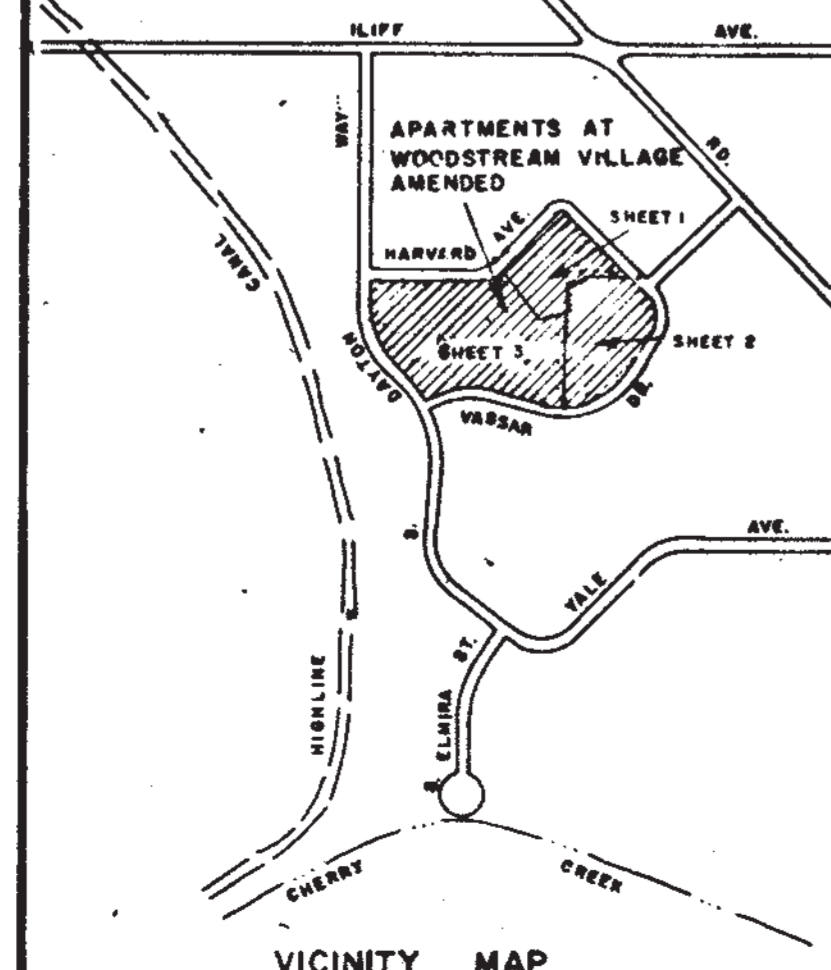 ILIFF AVE.
WAY
APARTMENTS AT
WOODSTREAM VILLAGE
AMENDED
RD.
SHEET 1
HARVARD AVE.
CANAL
SHEET 2
SHEET 3
DAYTON
DR.
VASSAR
S.
AVE.
YALE
ST.
HIGHLINE
ELMIRA
S.
CHERRY CREEK
VICINITY MAP